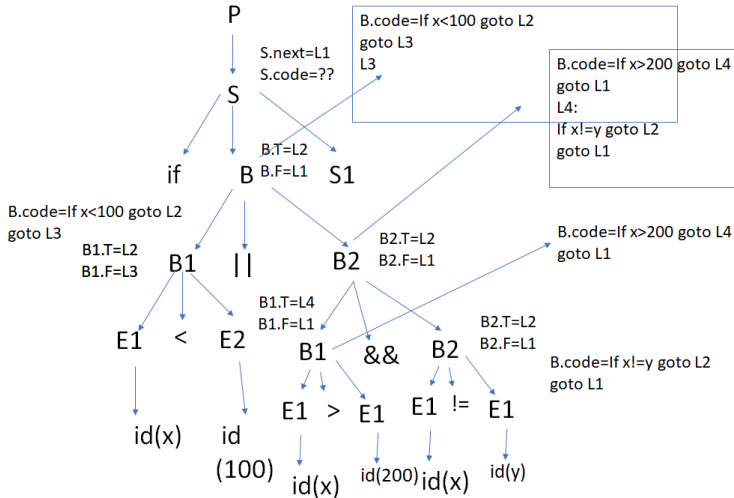 P
B.code=If x<100 goto L2
goto L3
L3
S.next=L1
S.code=??
B.code=If x>200 goto L4
goto L1
L4:
If x!=y goto L2
goto L1
S
if
B
B.T=L2
B.F=L1
S1
B.code=If x<100 goto L2
goto L3
B1.T=L2
B1.F=L3
B1
||
B2
B2.T=L2
B2.F=L1
B.code=If x>200 goto L4
goto L1
B1.T=L4
B1.F=L1
E1
<
E2
B1
&&
B2
B2.T=L2
B2.F=L1
B.code=If x!=y goto L2
goto L1
E1
>
E1
E1
!=
E1
id(x)
id
(100)
id(x)
id(200)
id(x)
id(y)